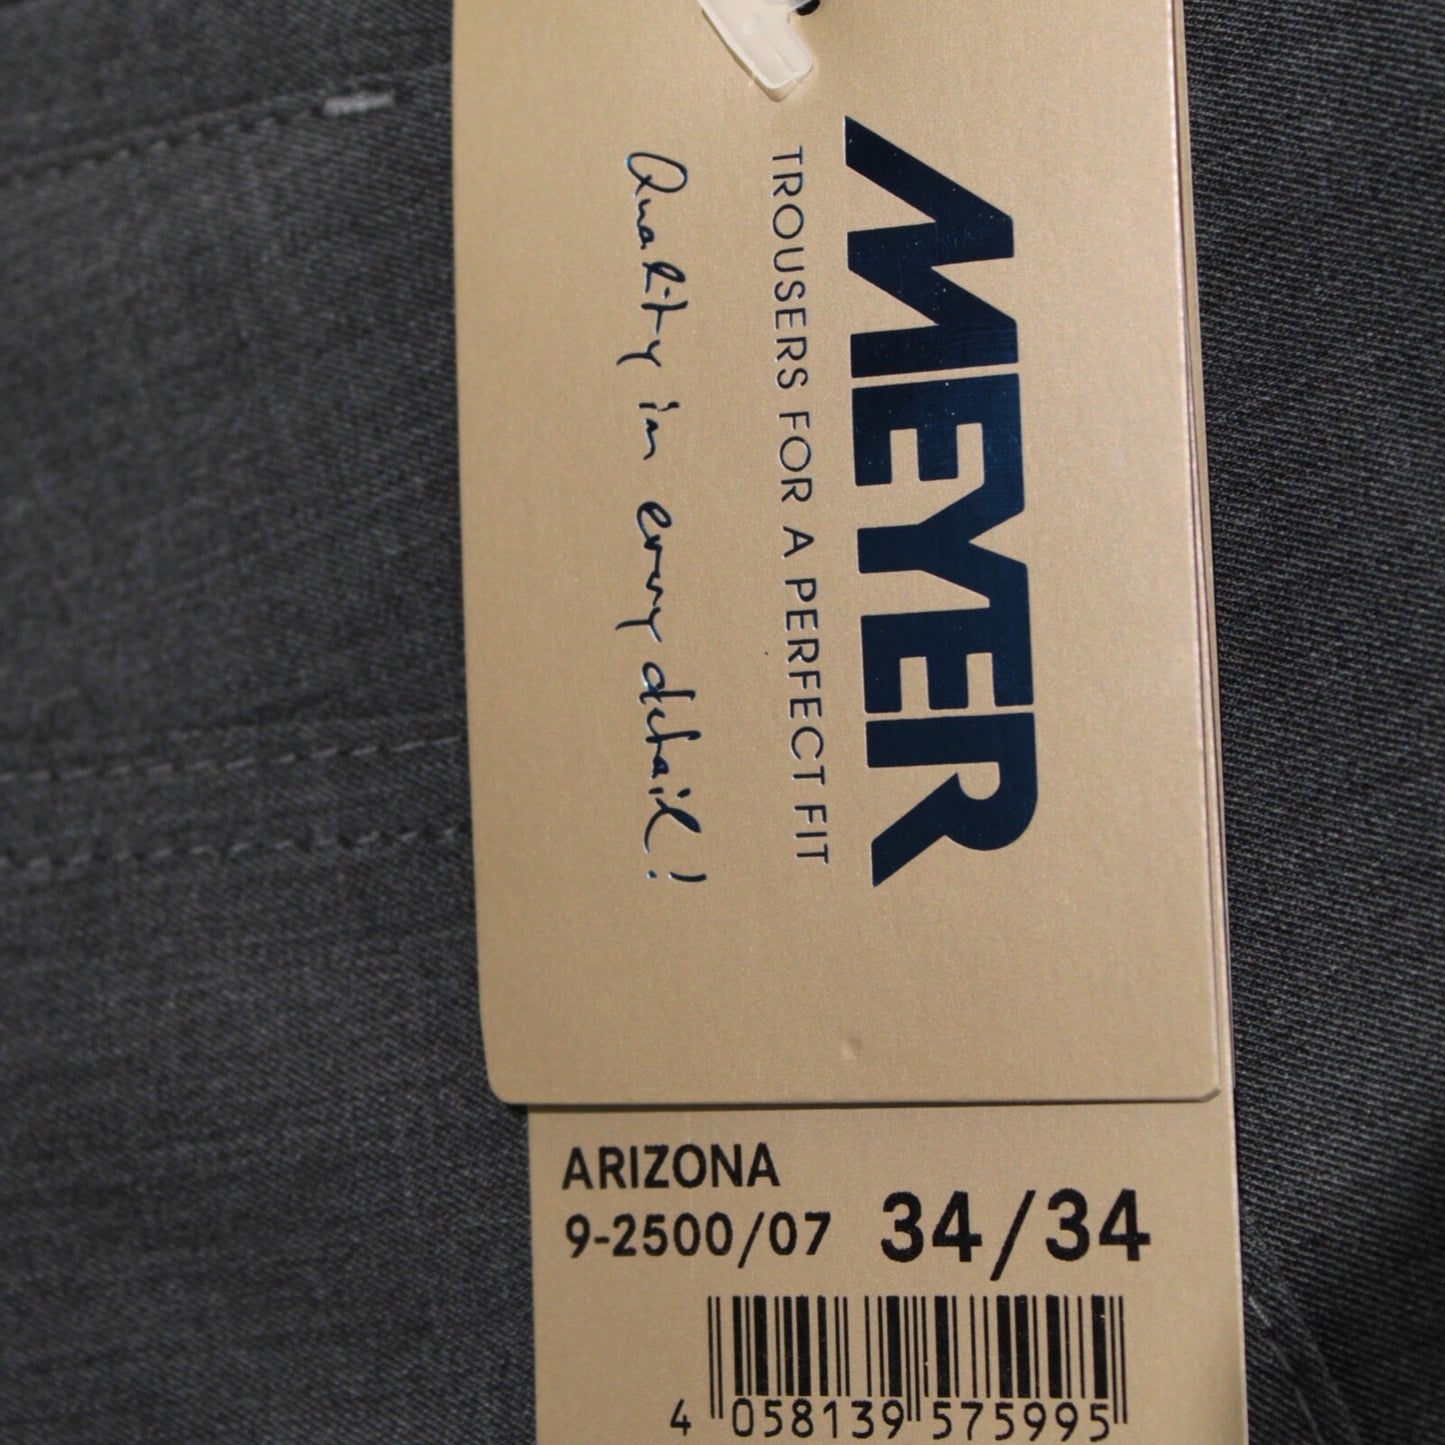 MEYER
TROUSERS FOR A PERFECT FIT
Quality in every detail!
ARIZONA
9-2500/07 34/34
4 058139 575995